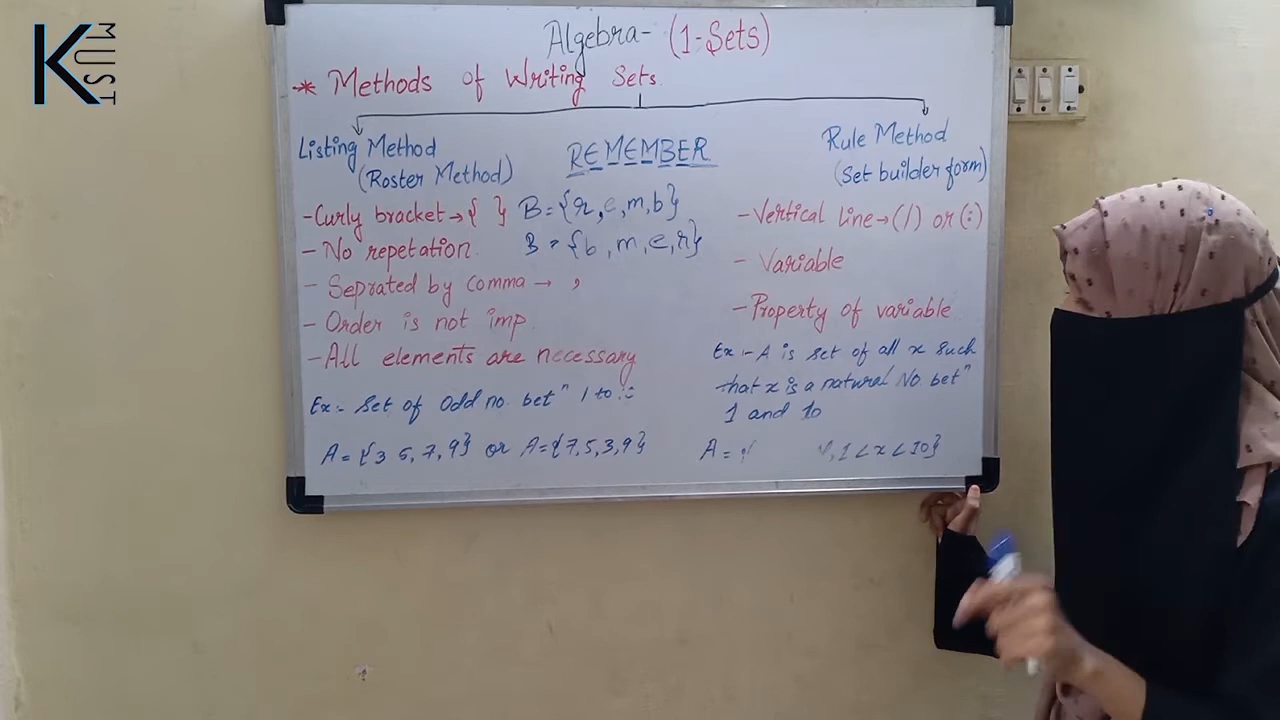 K MUST
Algebra- (1-Sets)
* Methods of Writing Sets.
Listing Method
(Roster Method)
- Curly bracket → { }
- No repetation.
- Seprated by comma → ,
- Order is not imp.
- All elements are necessary
Ex:- Set of odd no. betn 1 to
A = {3 5, 7, 9} or A = {7, 5, 3, 9}
REMEMBER
B = {r, e, m, b}
B = {b, m, e, r}
Rule Method
(Set builder form)
- Vertical line → (/) or (:)
- Variable
- Property of variable
Ex:- A is set of all x such
that x is a natural No. betn
1 and 10
A = { , 1 < x < 10}